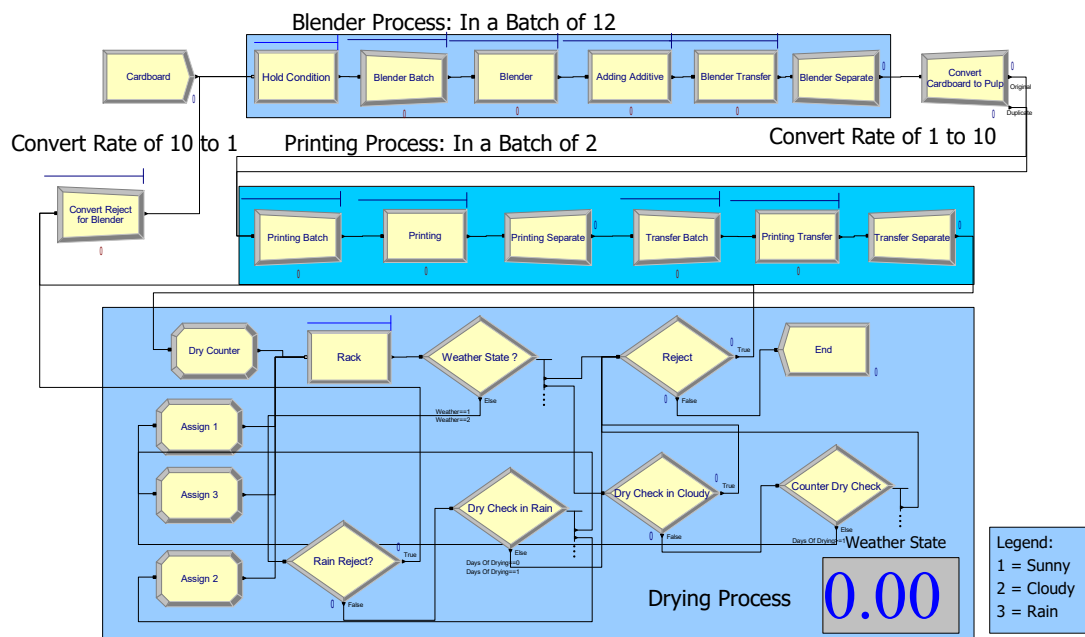 Blender Process: In a Batch of 12
Cardboard
Hold Condition
Blender Batch
Blender
Adding Additive
Blender Transfer
Blender Separate
Convert
Cardboard to Pulp
0
0
0
0
0
0
0
0
Original
Duplicate
Convert Rate of 10 to 1
Printing Process: In a Batch of 2
Convert Rate of 1 to 10
Convert Reject
for Blender
0
Printing Batch
Printing
Printing Separate
Transfer Batch
Printing Transfer
Transfer Separate
0
0
0
0
0
0
Dry Counter
Rack
Weather State ?
Reject
True
End
0
0
0
0
False
Else
Weather==1
Weather==2
Assign 1
Assign 3
Dry Check in Rain
Dry Check in Cloudy
0
True
Counter Dry Check
0
False
Else
Days Of Drying==1
Else
Days Of Drying==0
Days Of Drying==1
Rain Reject?
0
True
0
False
Assign 2
Weather State
0.00
Drying Process
Legend:
1 = Sunny
2 = Cloudy
3 = Rain